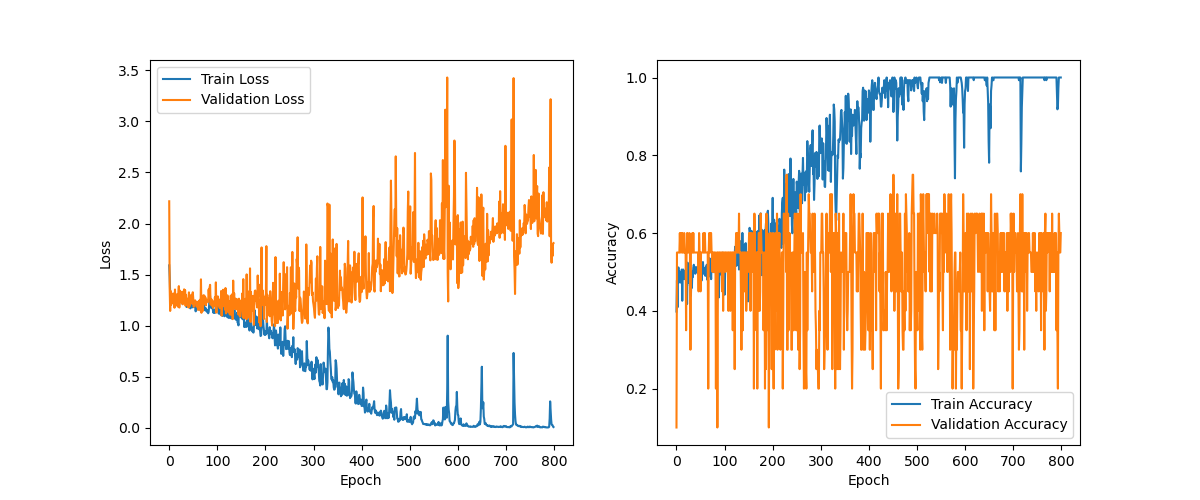 3.5
3.0
2.5
2.0
1.5
1.0
0.5
0.0
Loss
Train Loss
Validation Loss
0 100 200 300 400 500 600 700 800
Epoch
1.0
0.8
0.6
0.4
0.2
Accuracy
Train Accuracy
Validation Accuracy
0 100 200 300 400 500 600 700 800
Epoch